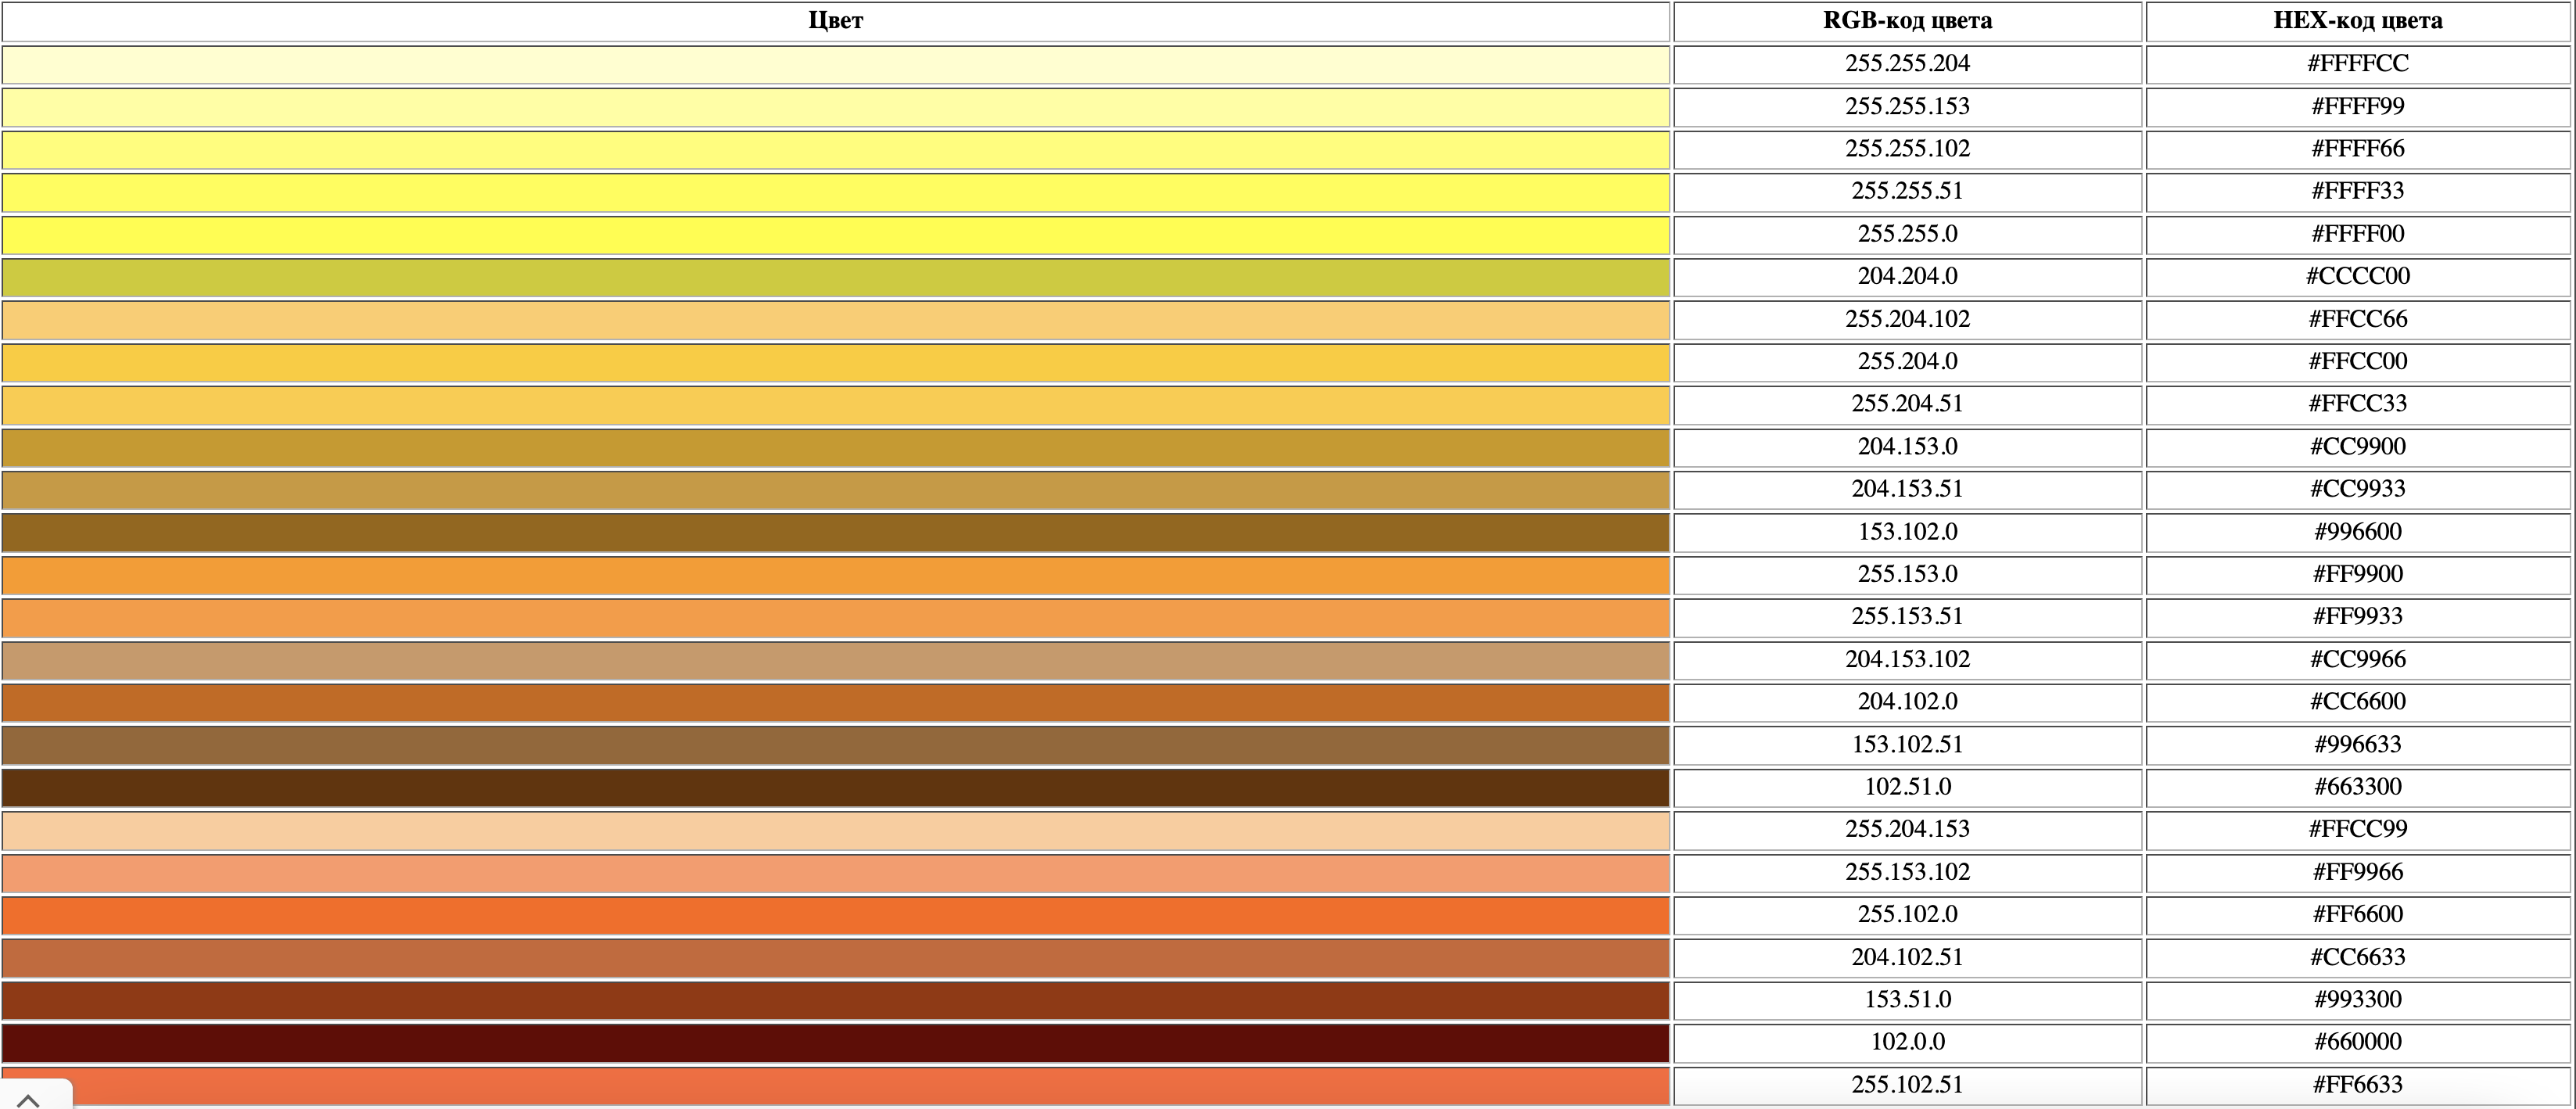 Цвет RGB-код цвета HEX-код цвета
255.255.204 #FFFFCC
255.255.153 #FFFF99
255.255.102 #FFFF66
255.255.51 #FFFF33
255.255.0 #FFFF00
204.204.0 #CCCC00
255.204.102 #FFCC66
255.204.0 #FFCC00
255.204.51 #FFCC33
204.153.0 #CC9900
204.153.51 #CC9933
153.102.0 #996600
255.153.0 #FF9900
255.153.51 #FF9933
204.153.102 #CC9966
204.102.0 #CC6600
153.102.51 #996633
102.51.0 #663300
255.204.153 #FFCC99
255.153.102 #FF9966
255.102.0 #FF6600
204.102.51 #CC6633
153.51.0 #993300
102.0.0 #660000
255.102.51 #FF6633